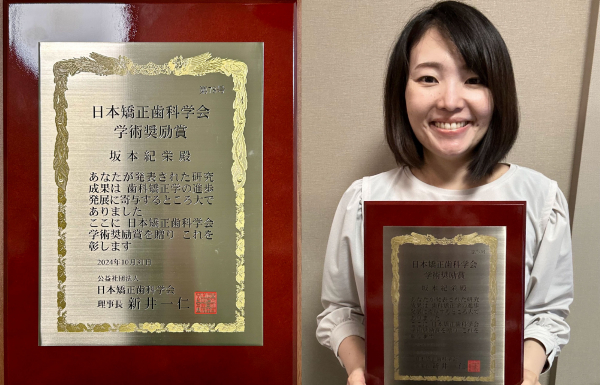 日本矯正歯科学会
学術奨励賞
坂本紀栄殿
あなたが発表された研究
成果は 歯科矯正学の進歩
発展に寄与するところ大で
ありました
ここに 日本矯正歯科学会
学術奨励賞を贈り これを
彰します
2024年10月
公益社団法人
日本矯正歯科学会
理事長 新井一仁
日本矯正歯科学会
学術奨励賞